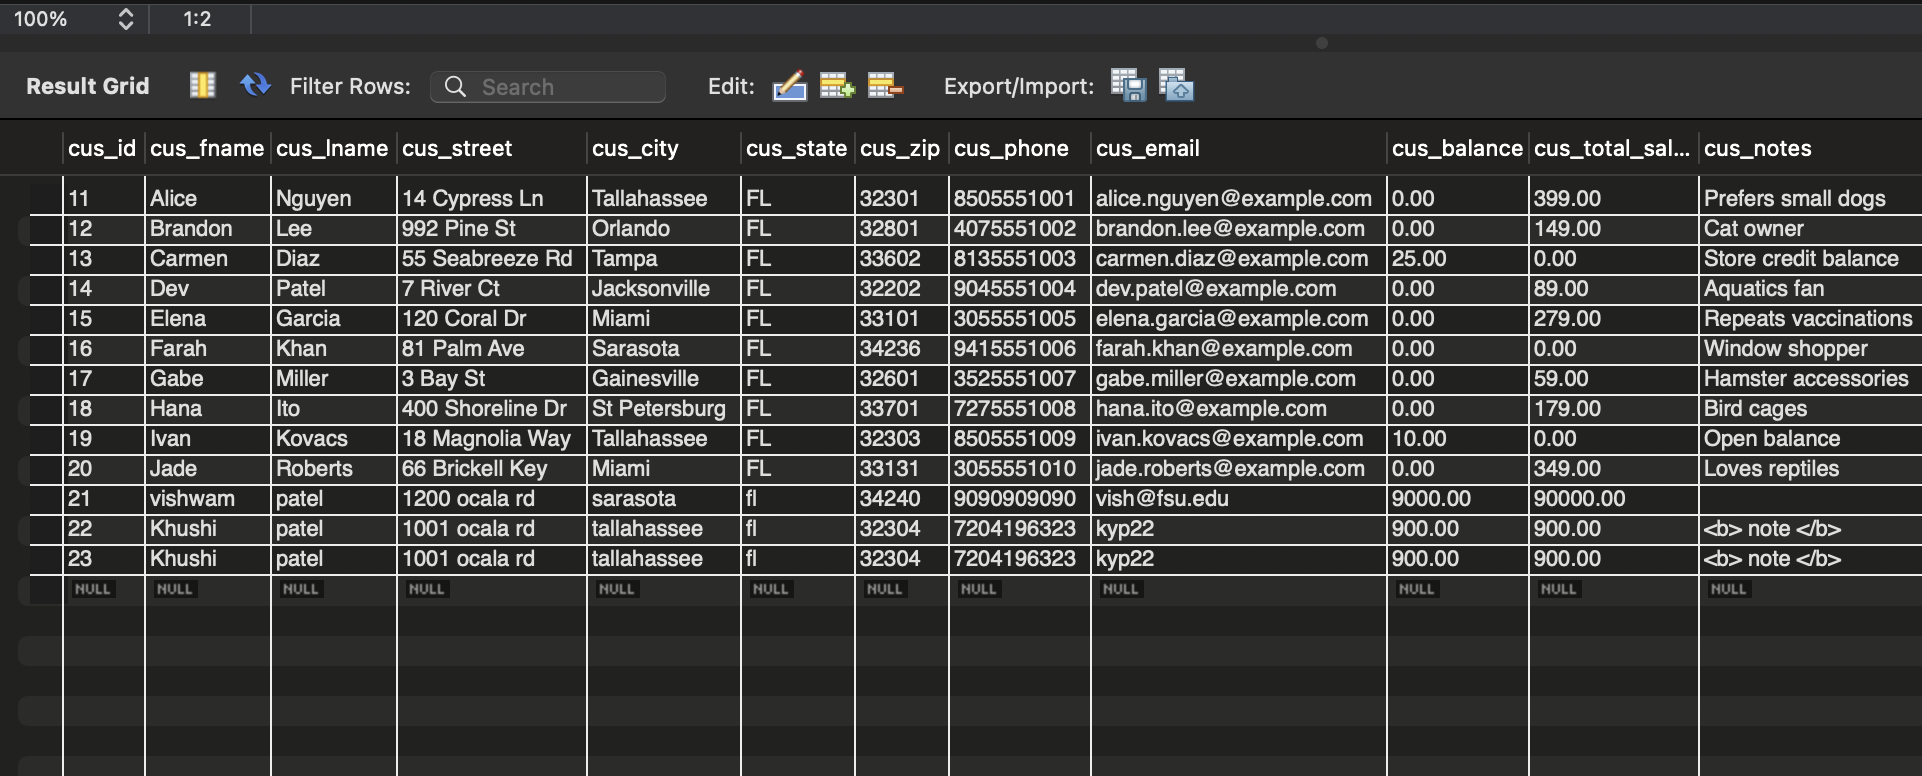 100% 1:2
Result Grid Filter Rows: Search Edit: Export/Import:
cus_id cus_fname cus_lname cus_street cus_city cus_state cus_zip cus_phone cus_email cus_balance cus_total_sal... cus_notes
11 Alice Nguyen 14 Cypress Ln Tallahassee FL 32301 8505551001 alice.nguyen@example.com 0.00 399.00 Prefers small dogs
12 Brandon Lee 992 Pine St Orlando FL 32801 4075551002 brandon.lee@example.com 0.00 149.00 Cat owner
13 Carmen Diaz 55 Seabreeze Rd Tampa FL 33602 8135551003 carmen.diaz@example.com 25.00 0.00 Store credit balance
14 Dev Patel 7 River Ct Jacksonville FL 32202 9045551004 dev.patel@example.com 0.00 89.00 Aquatics fan
15 Elena Garcia 120 Coral Dr Miami FL 33101 3055551005 elena.garcia@example.com 0.00 279.00 Repeats vaccinations
16 Farah Khan 81 Palm Ave Sarasota FL 34236 9415551006 farah.khan@example.com 0.00 0.00 Window shopper
17 Gabe Miller 3 Bay St Gainesville FL 32601 3525551007 gabe.miller@example.com 0.00 59.00 Hamster accessories
18 Hana Ito 400 Shoreline Dr St Petersburg FL 33701 7275551008 hana.ito@example.com 0.00 179.00 Bird cages
19 Ivan Kovacs 18 Magnolia Way Tallahassee FL 32303 8505551009 ivan.kovacs@example.com 10.00 0.00 Open balance
20 Jade Roberts 66 Brickell Key Miami FL 33131 3055551010 jade.roberts@example.com 0.00 349.00 Loves reptiles
21 vishwam patel 1200 ocala rd sarasota fl 34240 9090909090 vish@fsu.edu 9000.00 90000.00
22 Khushi patel 1001 ocala rd tallahassee fl 32304 7204196323 kyp22 900.00 900.00 <b> note </b>
23 Khushi patel 1001 ocala rd tallahassee fl 32304 7204196323 kyp22 900.00 900.00 <b> note </b>
NULL NULL NULL NULL NULL NULL NULL NULL NULL NULL NULL NULL